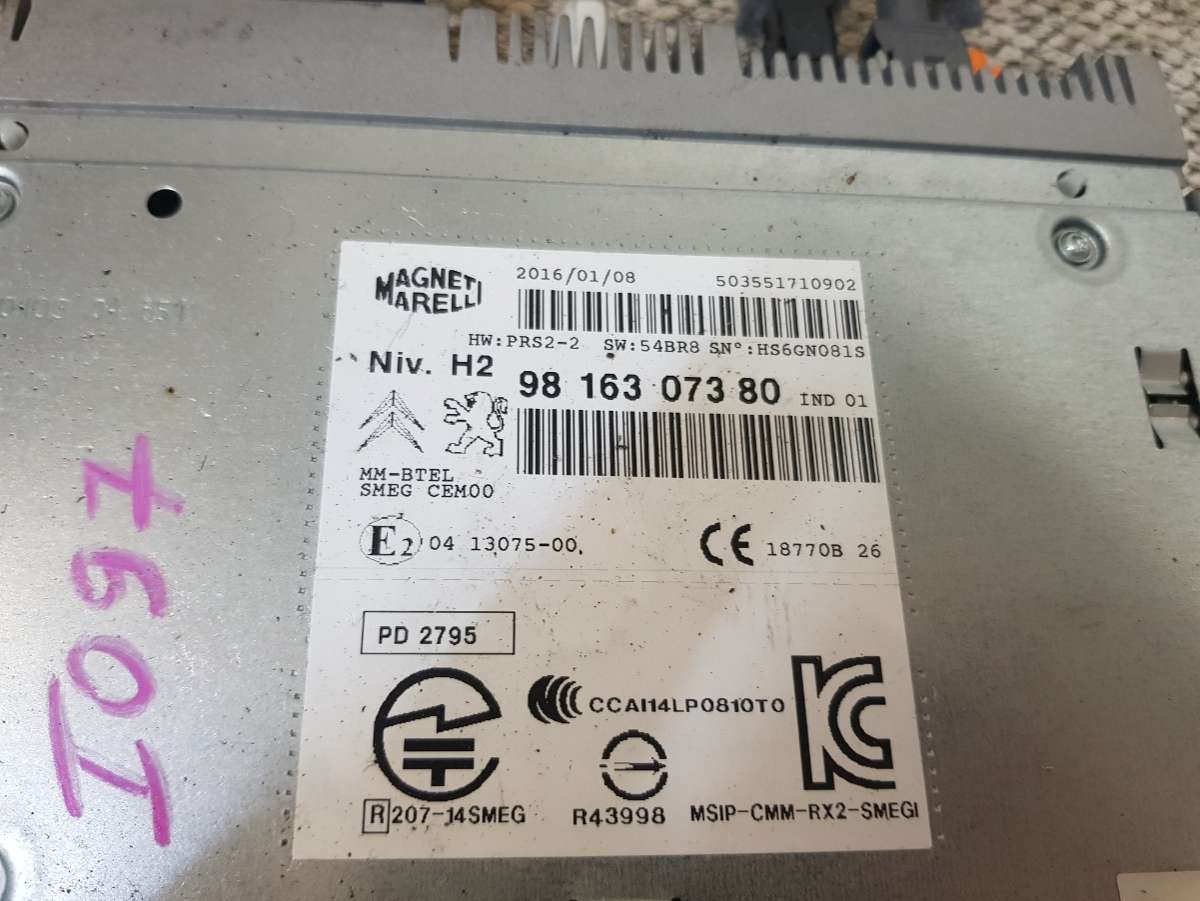 MAGNETI MARELLI
2016/01/08 503551710902
HW:PRS2-2 SW:54BR8 SN°:HS6GN081S
Niv. H2
98 163 073 80 IND 01
MM-BTEL
SMEG CEM00
E2 04 13075-00.
CE 18770B 26
PD 2795
CCAI14LP0810T0
R 207-14SMEG
R43998
MSIP-CMM-RX2-SMEGI
I097